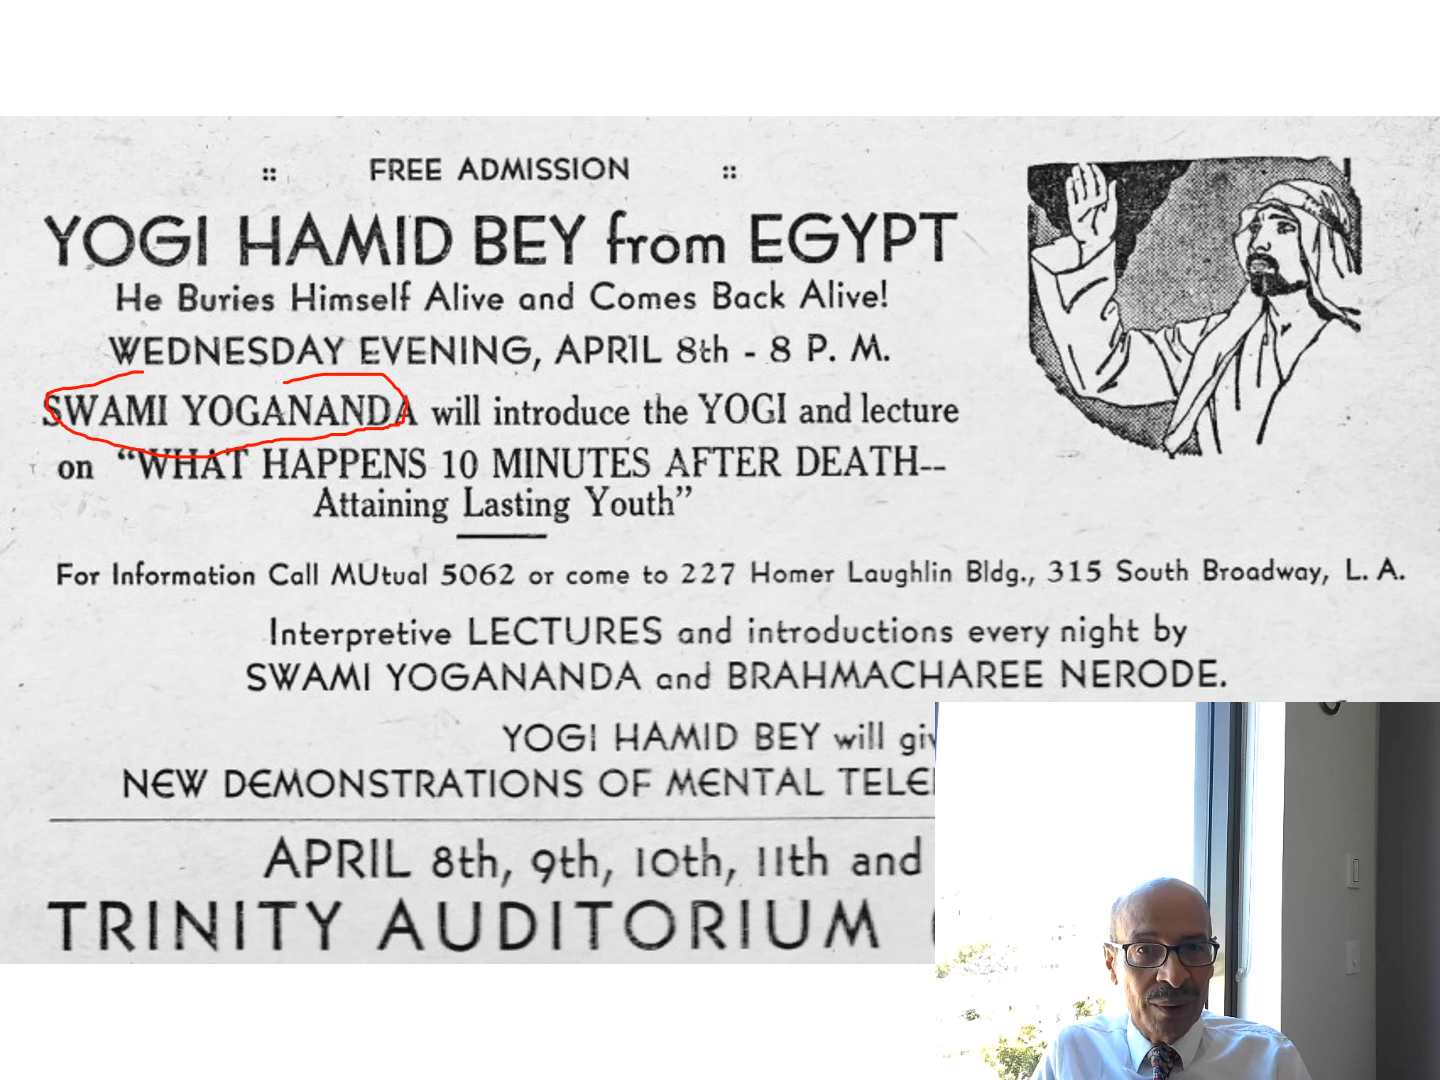 :: FREE ADMISSION ::
YOGI HAMID BEY from EGYPT
He Buries Himself Alive and Comes Back Alive!
WEDNESDAY EVENING, APRIL 8th - 8 P. M.
SWAMI YOGANANDA will introduce the YOGI and lecture
on "WHAT HAPPENS 10 MINUTES AFTER DEATH--
Attaining Lasting Youth"
For Information Call MUtual 5062 or come to 227 Homer Laughlin Bldg., 315 South Broadway, L. A.
Interpretive LECTURES and introductions every night by
SWAMI YOGANANDA and BRAHMACHAREE NERODE.
YOGI HAMID BEY will
NEW DEMONSTRATIONS OF MENTAL
APRIL 8th, 9th, 10th, 11th and
TRINITY AUDITORIUM